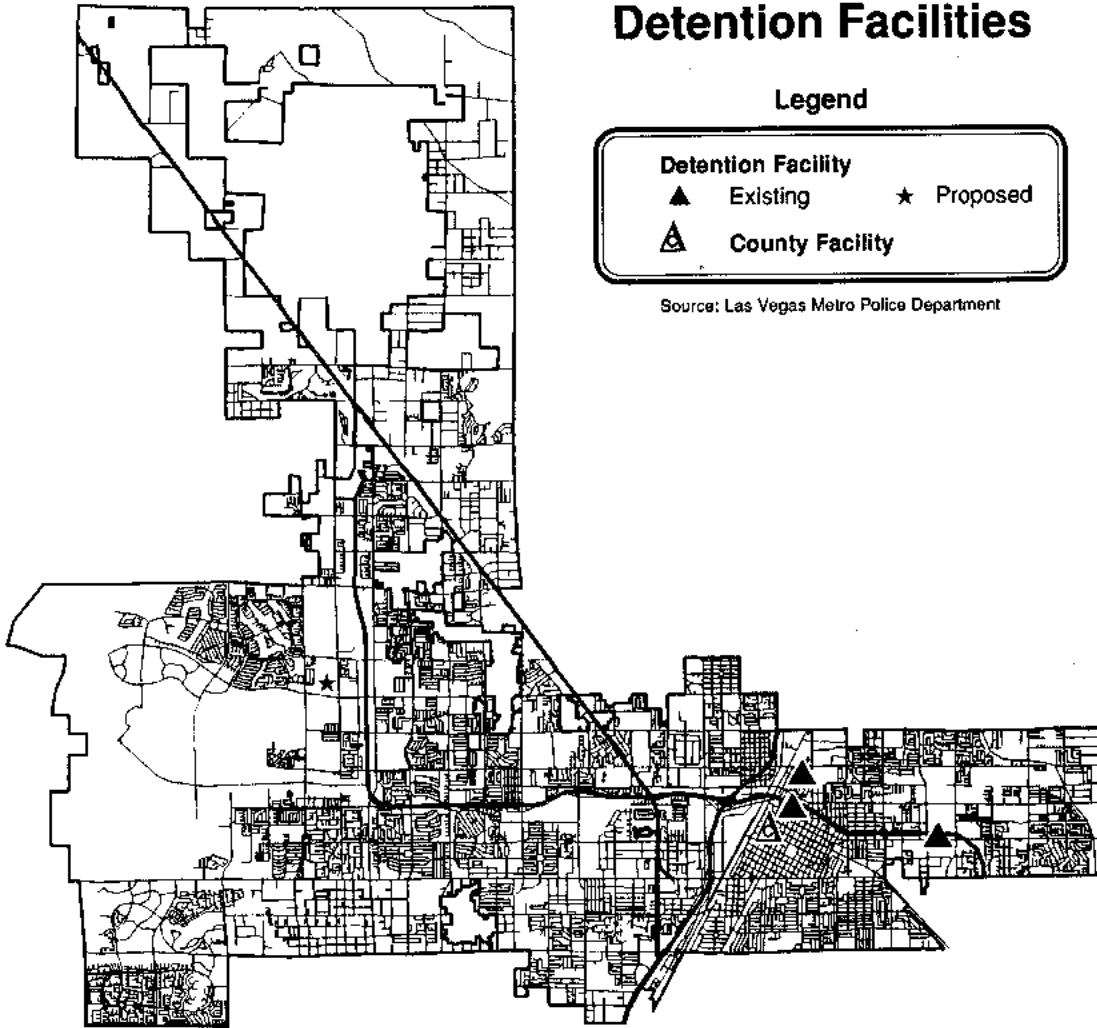 Detention Facilities
Legend
Detention Facility
Existing
Proposed
County Facility
Source: Las Vegas Metro Police Department